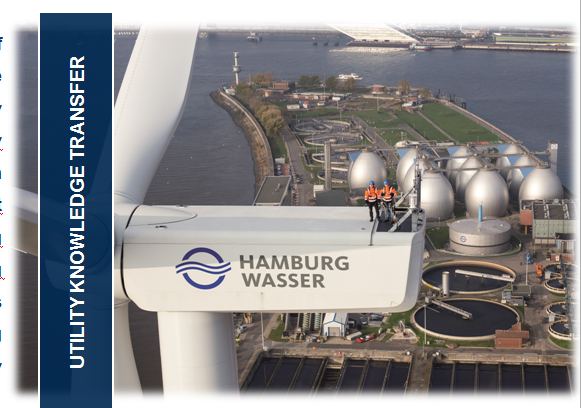 UTILITY KNOWLEDGE TRANSFER
HAMBURG
WASSER